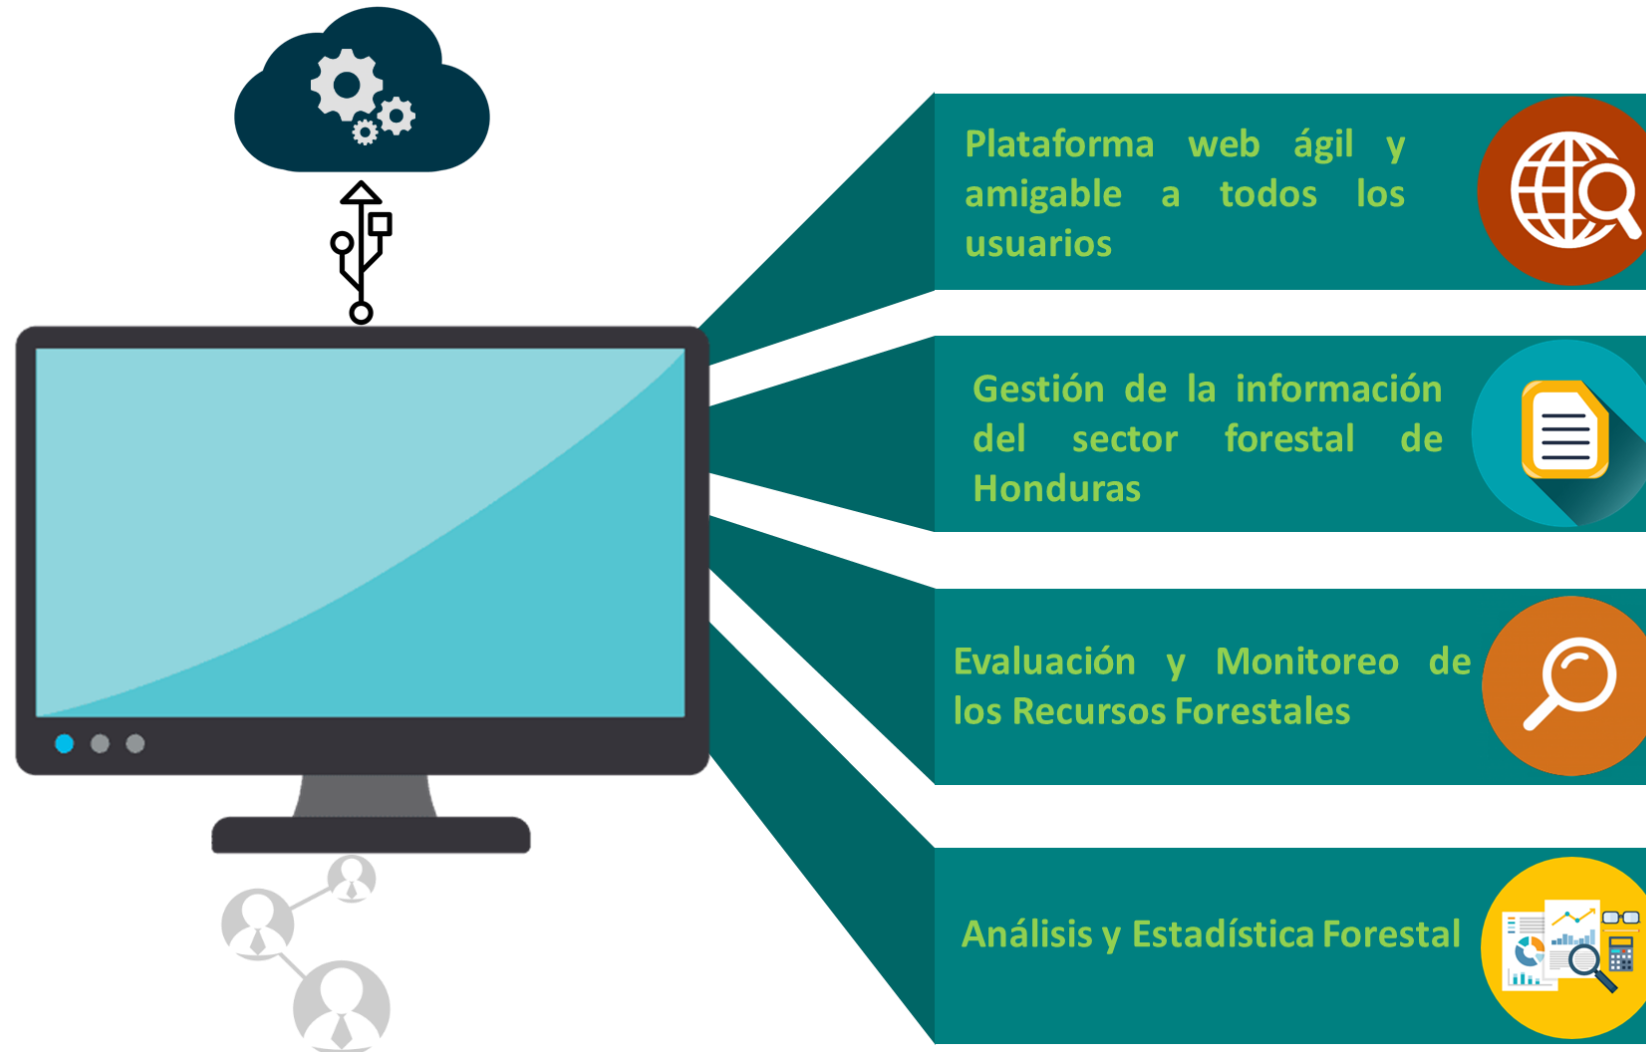 Plataforma web ágil y
amigable a todos los
usuarios
Gestión de la información
del sector forestal de
Honduras
Evaluación y Monitoreo de
los Recursos Forestales
Análisis y Estadística Forestal